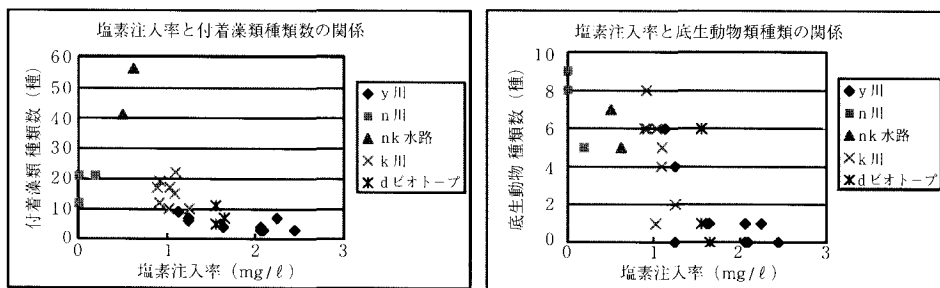 塩素注入率と付着藻類種類数の関係
付着藻類 種類数 (種)
60
50
40
30
20
10
0
0
1
2
3
塩素注入率 (mg/ℓ)
y川
n川
nk水路
k川
dビオトープ
塩素注入率と底生動物類種類の関係
底生動物 種類数 (種)
10
8
6
4
2
0
0
1
2
3
塩素注入率 (mg/ℓ)
y川
n川
nk水路
k川
dビオトープ